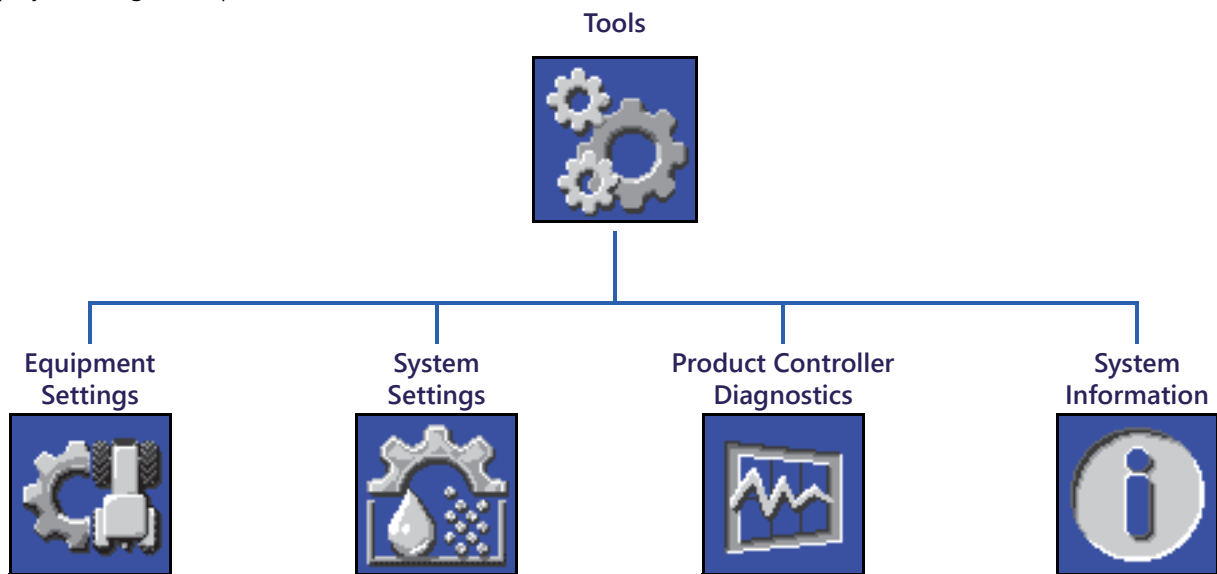 Tools
Equipment
Settings
System
Settings
Product Controller
Diagnostics
System
Information